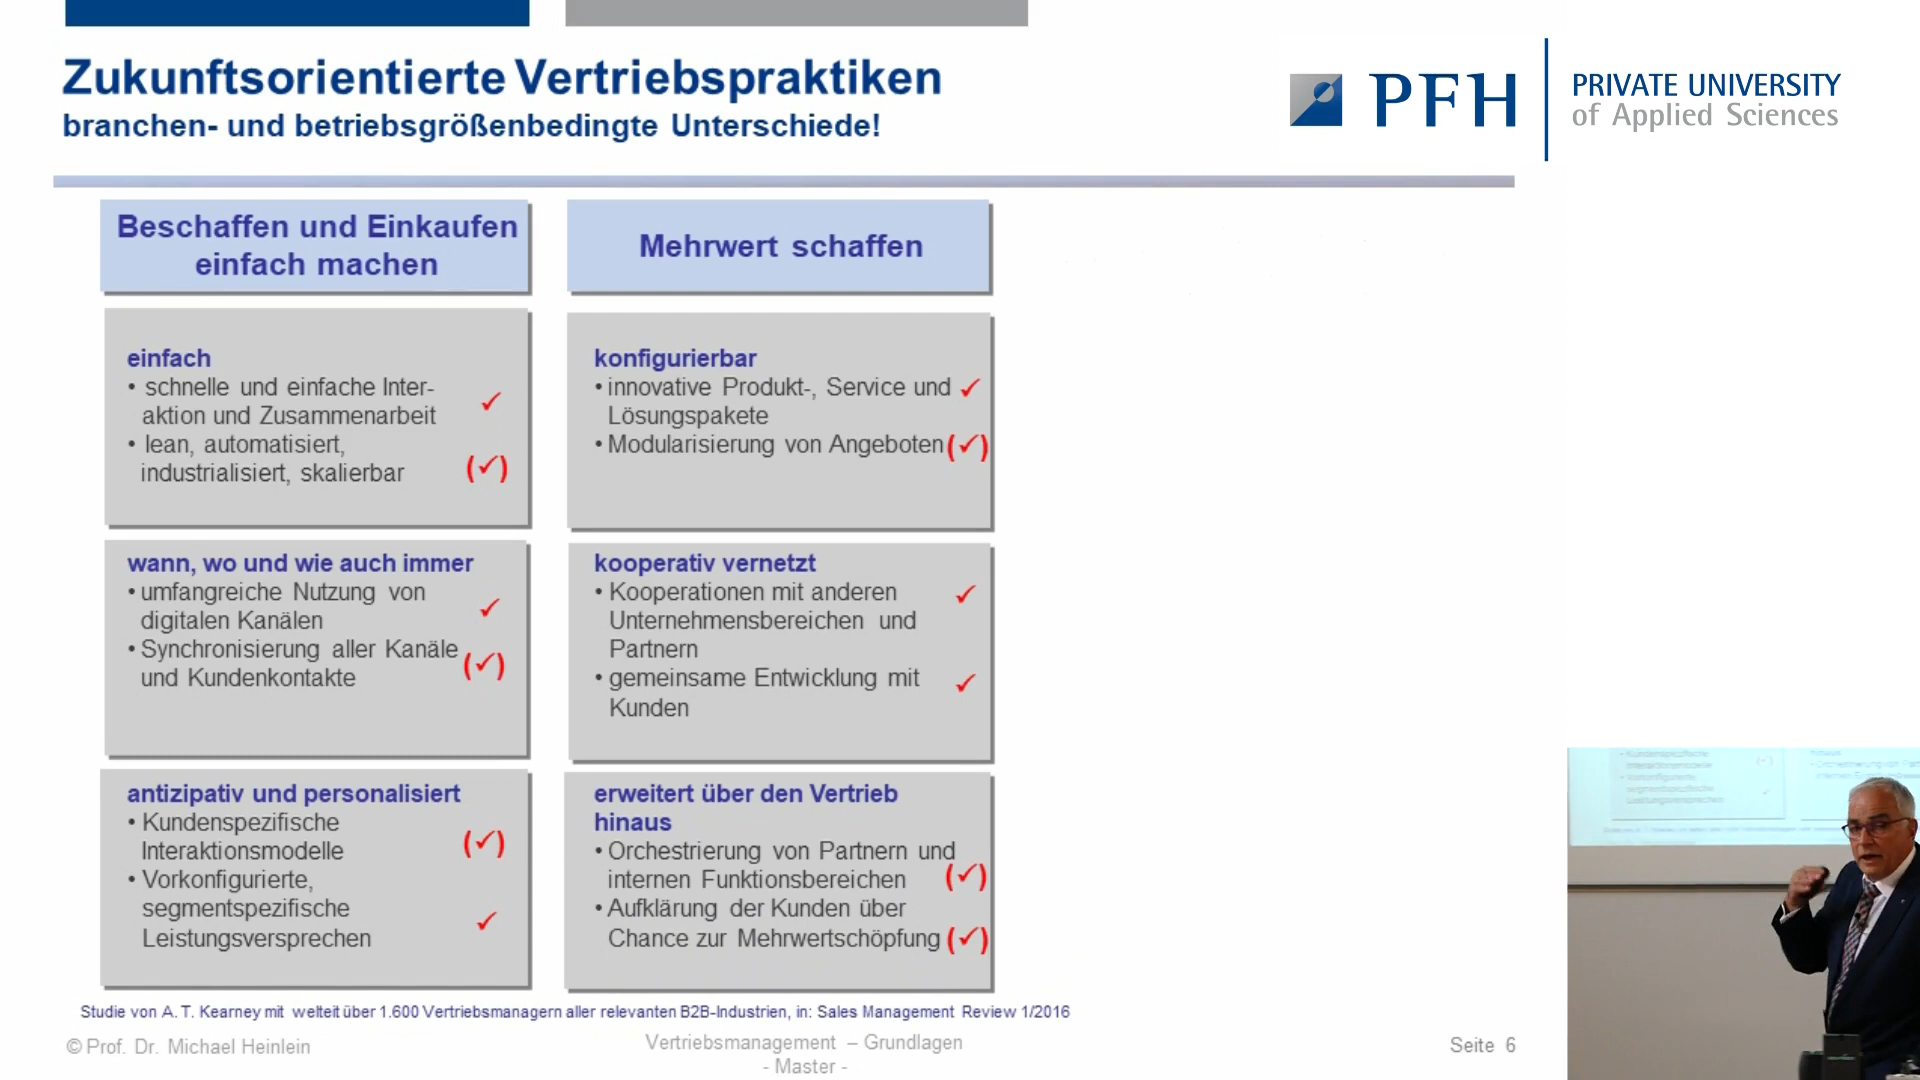 Zukunftsorientierte Vertriebspraktiken
branchen- und betriebsgrößenbedingte Unterschiede!
PFH
PRIVATE UNIVERSITY
of Applied Sciences
Beschaffen und Einkaufen
einfach machen
einfach
• schnelle und einfache Inter-
aktion und Zusammenarbeit ✓
• lean, automatisiert,
industrialisiert, skalierbar (✓)
wann, wo und wie auch immer
• umfangreiche Nutzung von
digitalen Kanälen ✓
• Synchronisierung aller Kanäle
und Kundenkontakte (✓)
antizipativ und personalisiert
• Kundenspezifische
Interaktionsmodelle (✓)
• Vorkonfigurierte,
segmentspezifische
Leistungsversprechen ✓
Mehrwert schaffen
konfigurierbar
• innovative Produkt-, Service und ✓
Lösungspakete
• Modularisierung von Angeboten (✓)
kooperativ vernetzt
• Kooperationen mit anderen ✓
Unternehmensbereichen und
Partnern
• gemeinsame Entwicklung mit ✓
Kunden
erweitert über den Vertrieb
hinaus
• Orchestrierung von Partnern und
internen Funktionsbereichen (✓)
• Aufklärung der Kunden über
Chance zur Mehrwertschöpfung (✓)
Studie von A. T. Kearney mit welteit über 1.600 Vertriebsmanagern aller relevanten B2B-Industrien, in: Sales Management Review 1/2016
© Prof. Dr. Michael Heinlein
Vertriebsmanagement – Grundlagen
- Master -
Seite 6